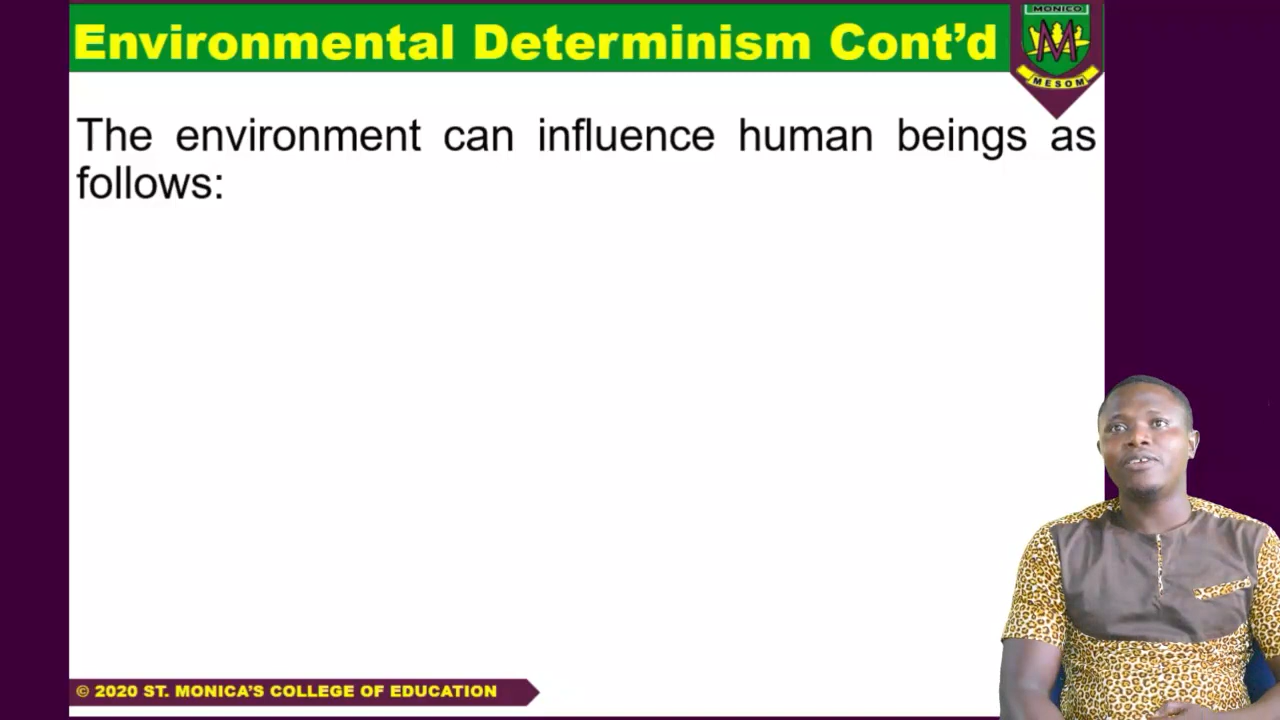 Environmental Determinism Cont’d
MONICO
M
MESOM
The environment can influence human beings as
follows:
© 2020 ST. MONICA’S COLLEGE OF EDUCATION